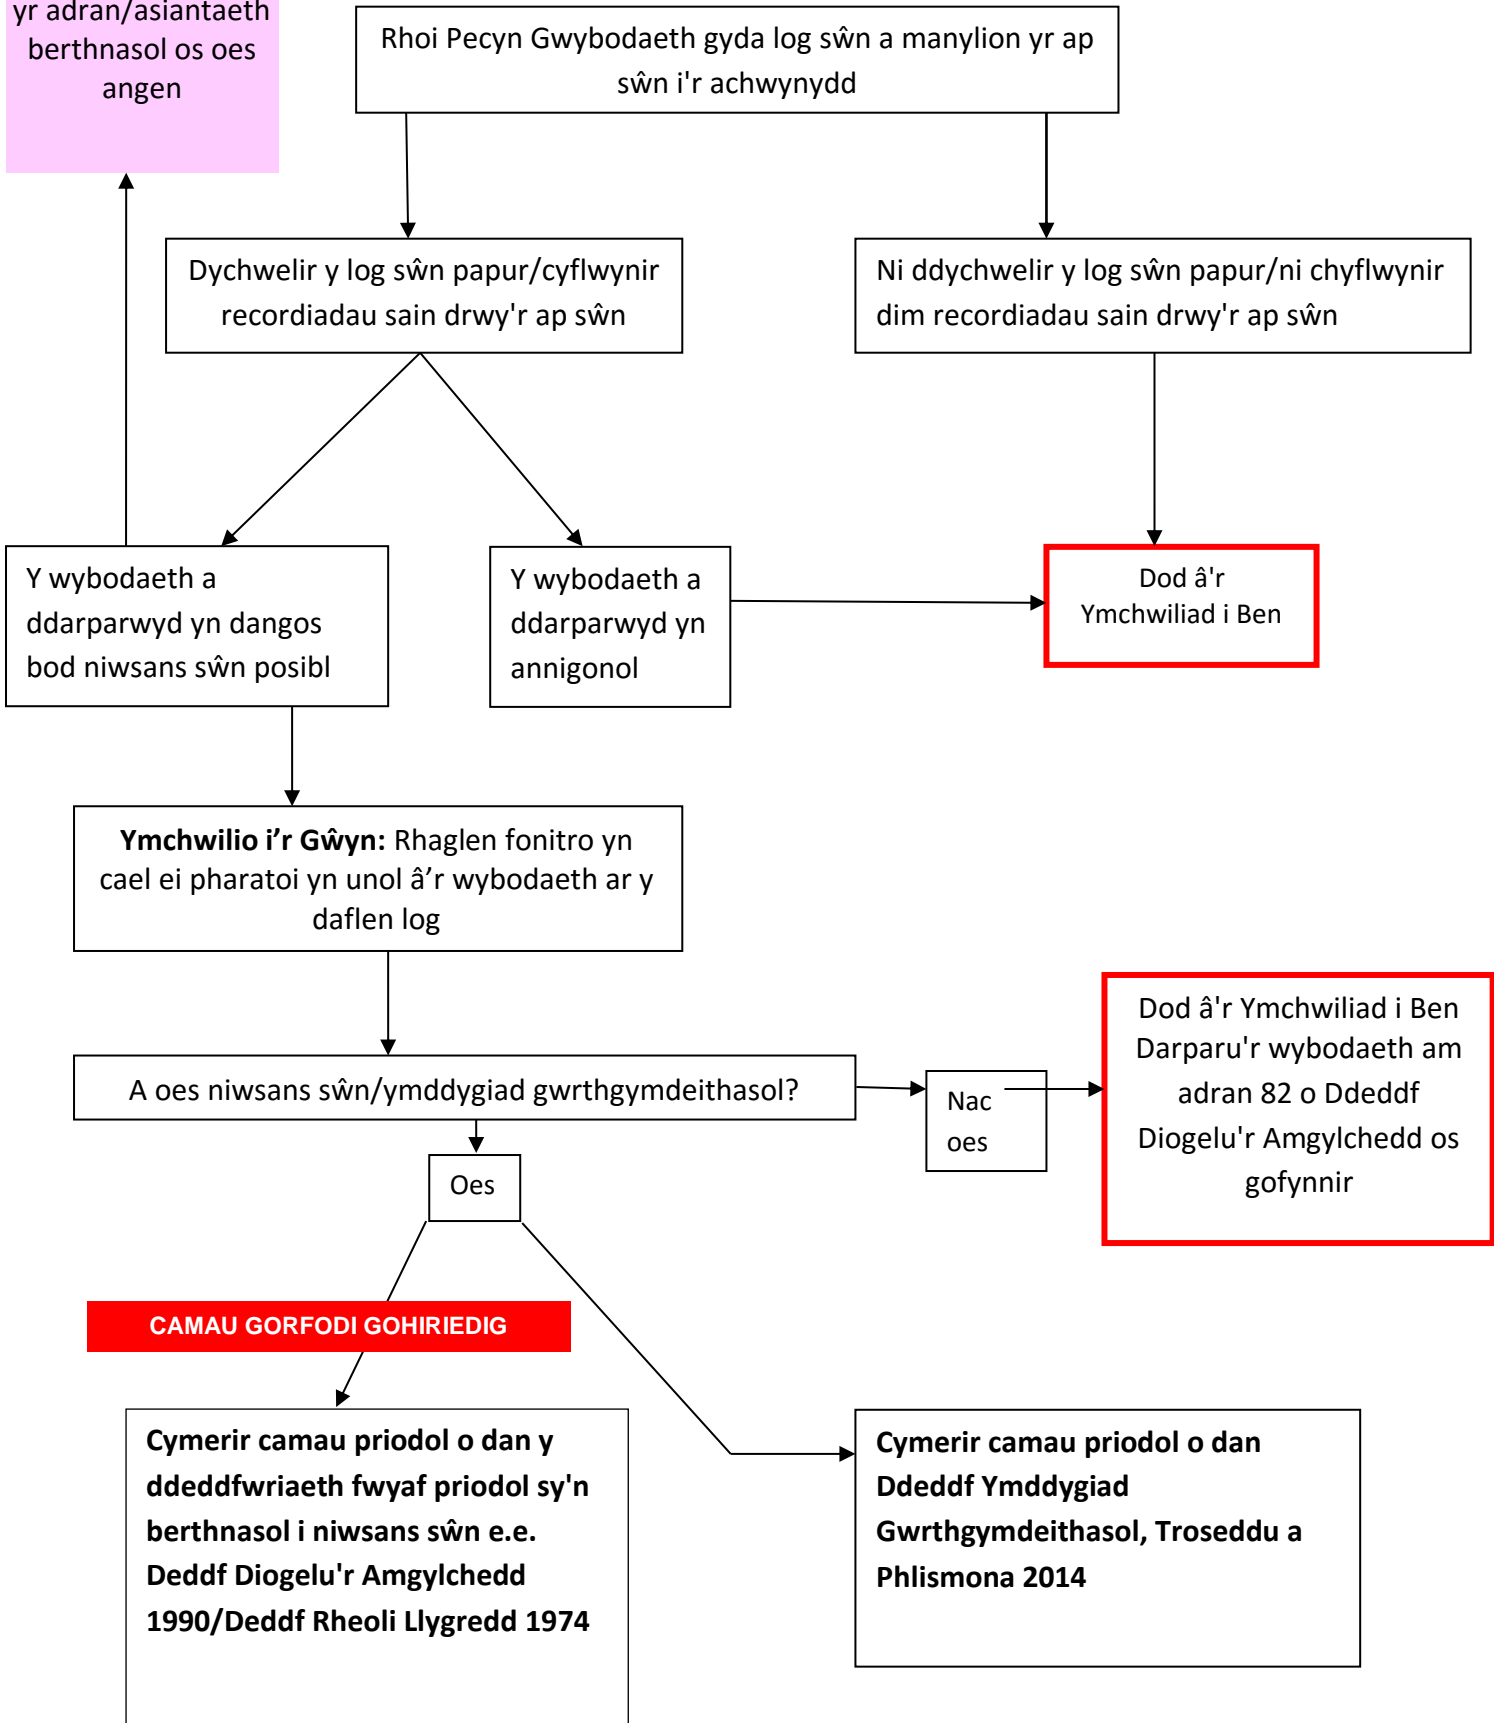 yr adran/asiantaeth
berthnasol os oes
angen
Rhoi Pecyn Gwybodaeth gyda log sŵn a manylion yr ap
sŵn i'r achwynydd
Dychwelir y log sŵn papur/cyflwynir
recordiadau sain drwy'r ap sŵn
Ni ddychwelir y log sŵn papur/ni chyflwynir
dim recordiadau sain drwy'r ap sŵn
Y wybodaeth a
ddarparwyd yn dangos
bod niwsans sŵn posibl
Y wybodaeth a
ddarparwyd yn
annigonol
Dod â'r
Ymchwiliad i Ben
Ymchwilio i’r Gŵyn: Rhaglen fonitro yn
cael ei pharatoi yn unol â’r wybodaeth ar y
daflen log
A oes niwsans sŵn/ymddygiad gwrthgymdeithasol?
Nac
oes
Dod â'r Ymchwiliad i Ben
Darparu'r wybodaeth am
adran 82 o Ddeddf
Diogelu'r Amgylchedd os
gofynnir
Oes
CAMAU GORFODI GOHIRIEDIG
Cymerir camau priodol o dan y
ddeddfwriaeth fwyaf priodol sy'n
berthnasol i niwsans sŵn e.e.
Deddf Diogelu'r Amgylchedd
1990/Deddf Rheoli Llygredd 1974
Cymerir camau priodol o dan
Ddeddf Ymddygiad
Gwrthgymdeithasol, Troseddu a
Phlismona 2014